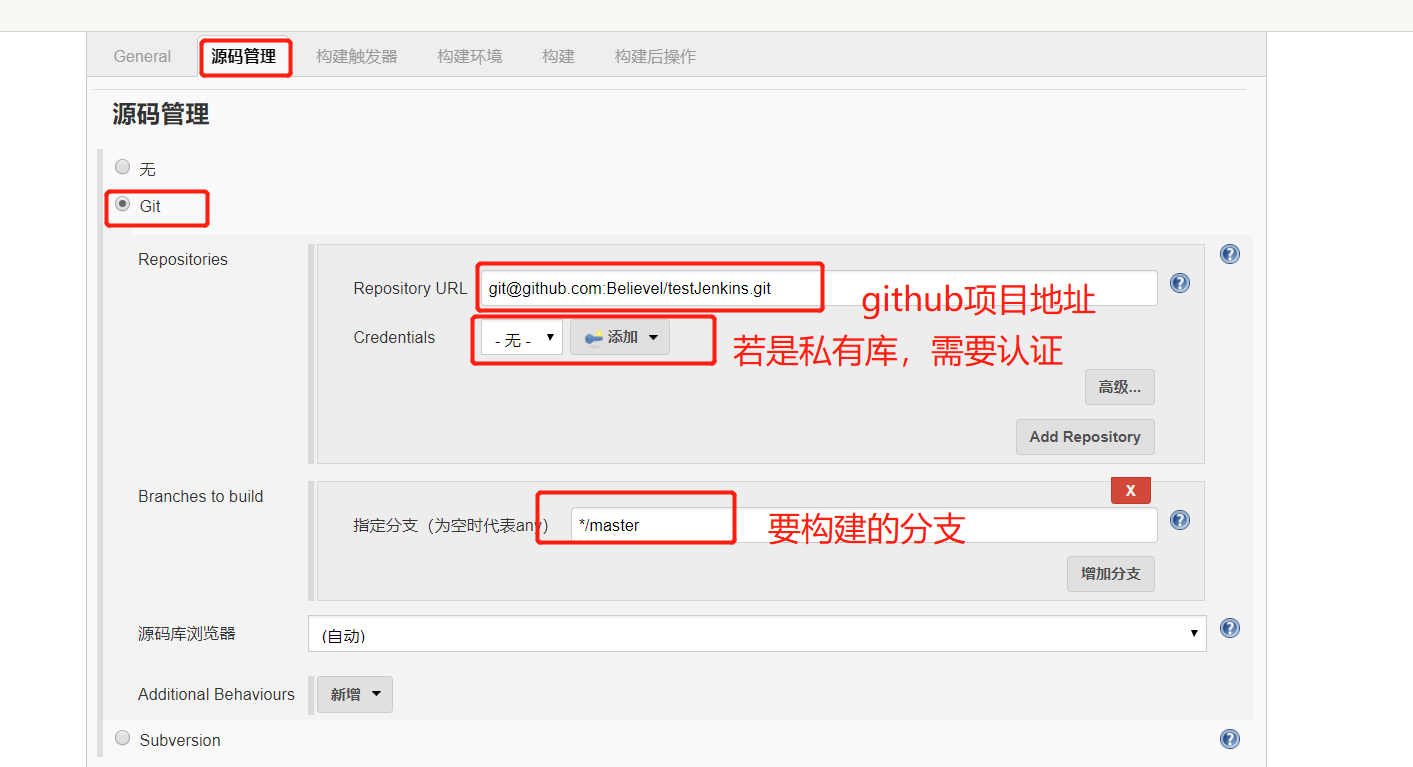 General 源码管理 构建触发器 构建环境 构建 构建后操作
源码管理
无
Git
Repositories
Repository URL git@github.com:Believel/testJenkins.git github项目地址
Credentials - 无 - 添加 若是私有库，需要认证
高级...
Add Repository
Branches to build
X
指定分支（为空时代表any） */master 要构建的分支
增加分支
源码库浏览器 (自动)
Additional Behaviours 新增
Subversion